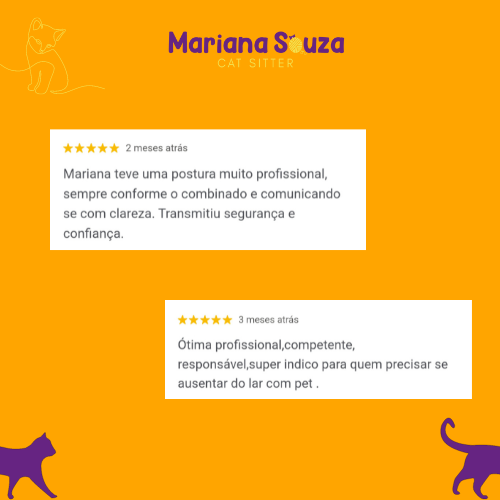 Mariana Souza
CAT SITTER
2 meses atrás
Mariana teve uma postura muito profissional,
sempre conforme o combinado e comunicando
se com clareza. Transmitiu segurança e
confiança.
3 meses atrás
Ótima profissional,competente,
responsável,super indico para quem precisar se
ausentar do lar com pet .